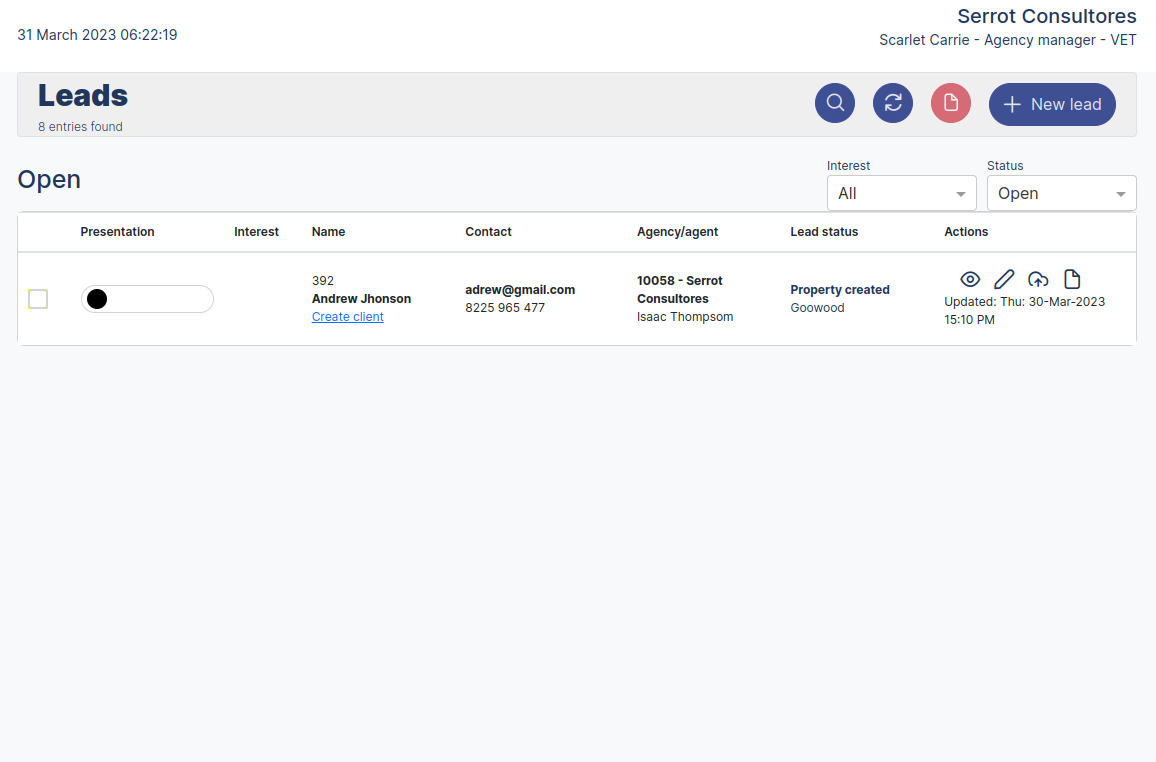 Serrot Consultores
31 March 2023 06:22:19
Scarlet Carrie - Agency manager - VET
Leads
8 entries found
New lead
Open
Interest
Status
All
Open
Presentation Interest Name Contact Agency/agent Lead status Actions
392
Andrew Jhonson
Create client
adrew@gmail.com
8225 965 477
10058 - Serrot
Consultores
Isaac Thompsom
Property created
Goowood
Updated: Thu: 30-Mar-2023
15:10 PM